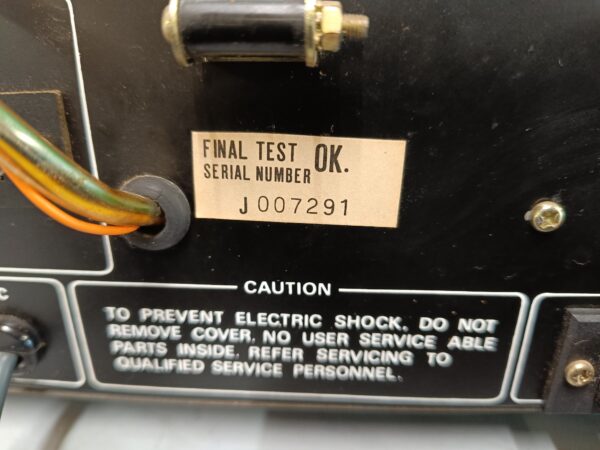 FINAL TEST OK.
SERIAL NUMBER
J 007291
C
CAUTION
TO PREVENT ELECTRIC SHOCK, DO NOT
REMOVE COVER. NO USER SERVICE ABLE
PARTS INSIDE. REFER SERVICING TO
QUALIFIED SERVICE PERSONNEL.